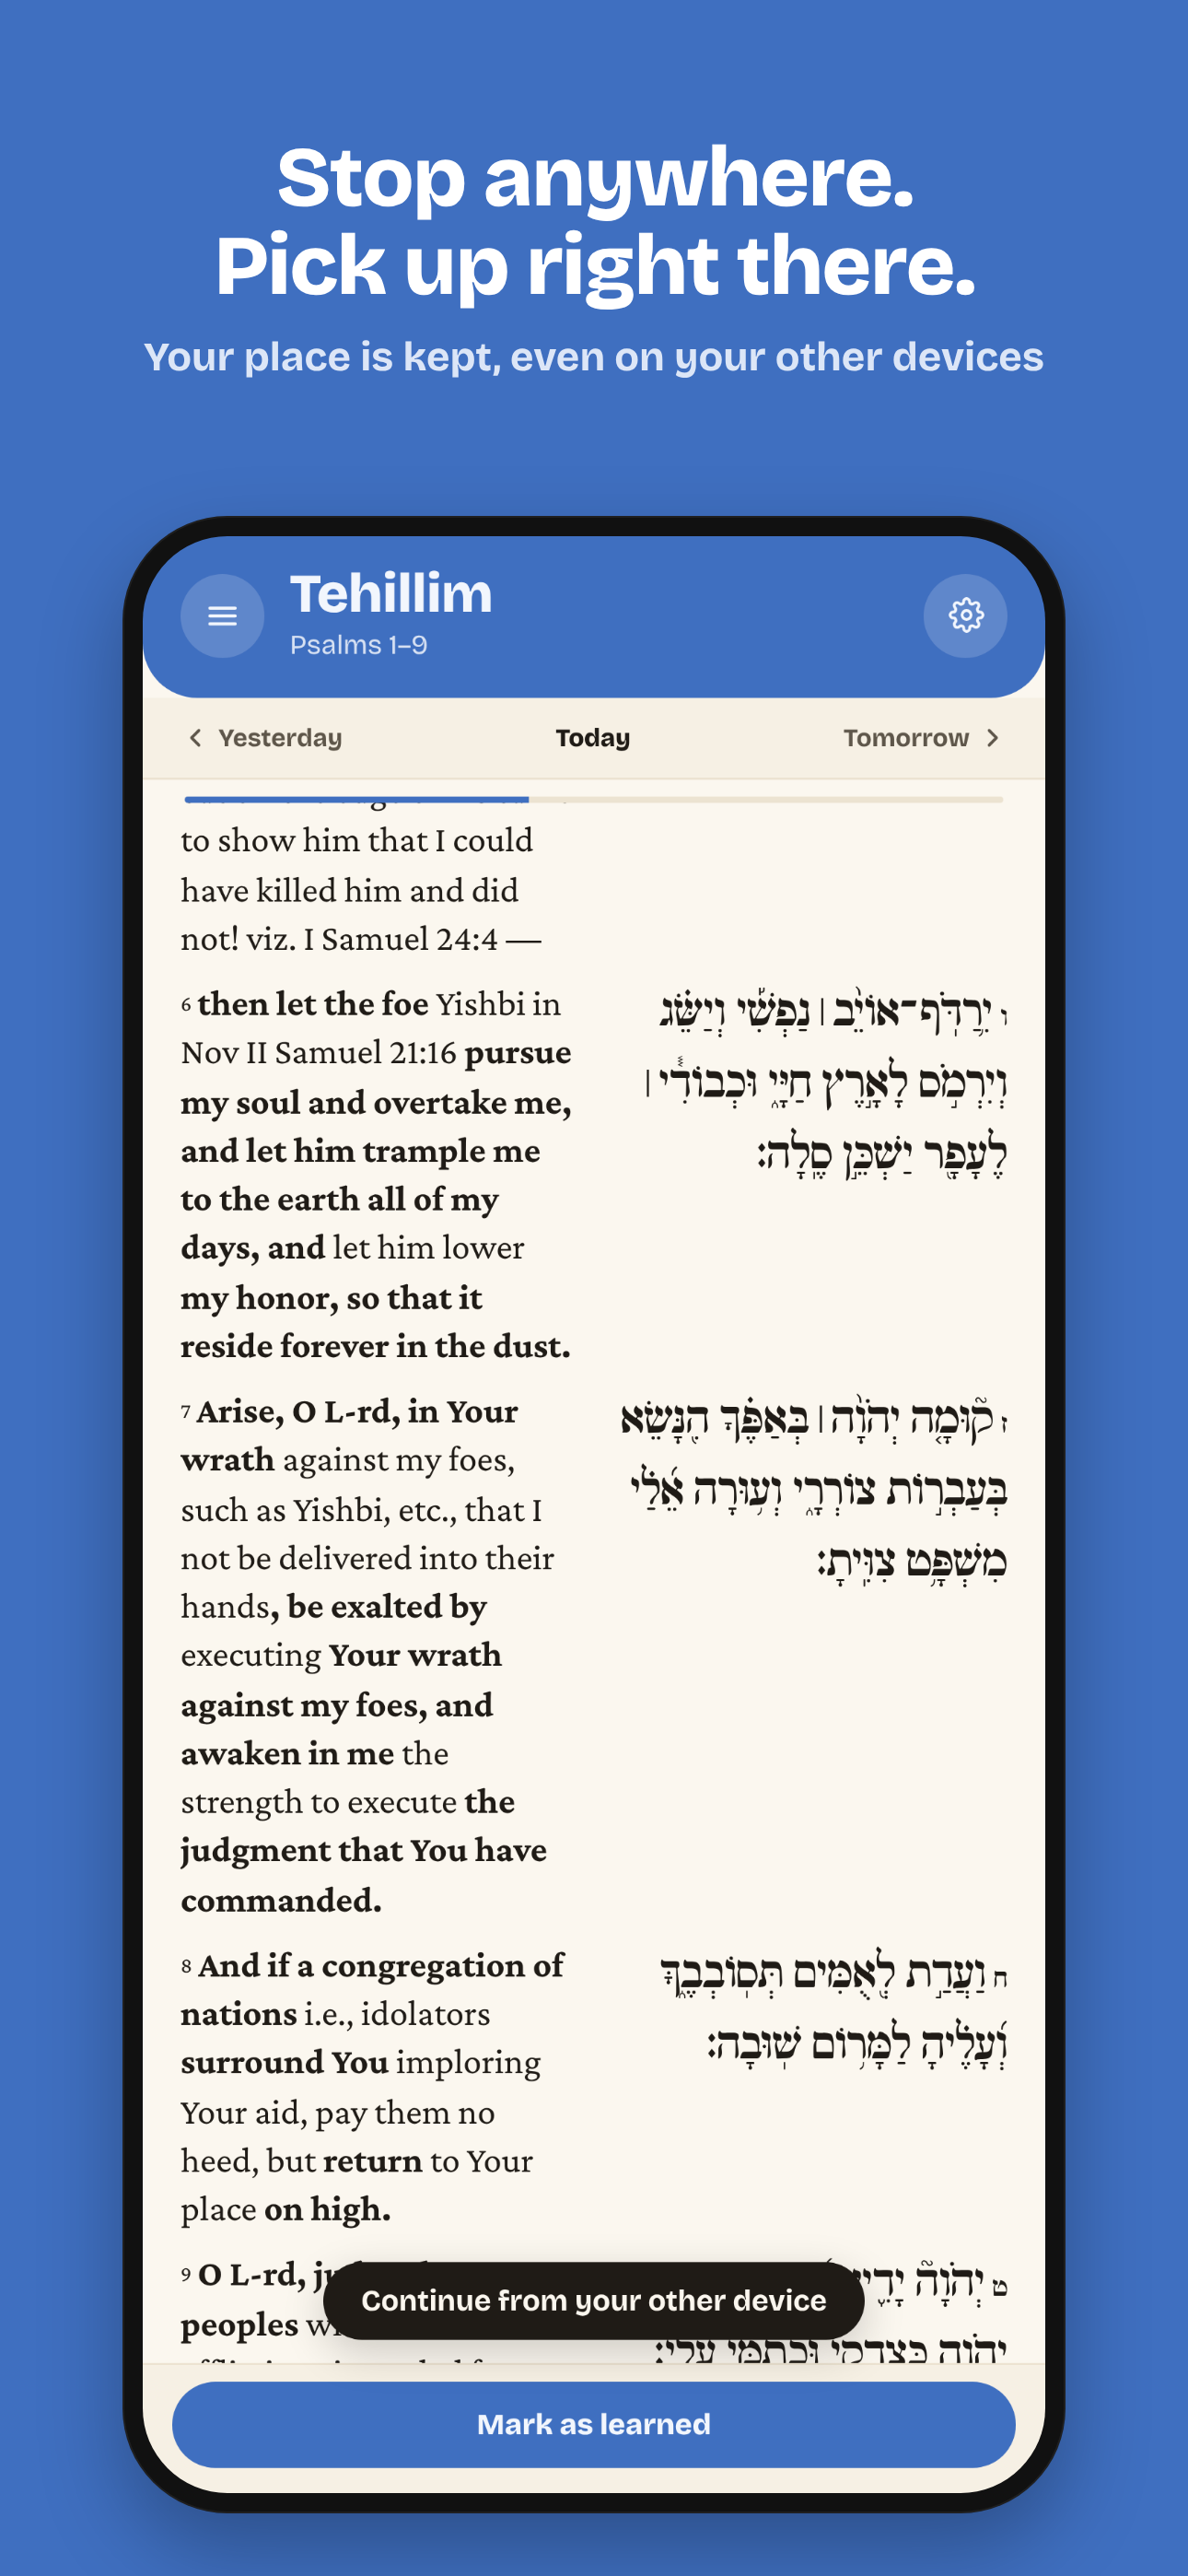 Stop anywhere.
Pick up right there.
Your place is kept, even on your other devices
Tehillim
Psalms 1–9
Yesterday
Today
Tomorrow
to show him that I could
have killed him and did
not! viz. I Samuel 24:4 —
6 then let the foe Yishbi in
Nov II Samuel 21:16 pursue
my soul and overtake me,
and let him trample me
to the earth all of my
days, and let him lower
my honor, so that it
reside forever in the dust.
ו יִֽרַדֹּ֥ף־אוֹיֵ֨ב ׀ נַפְשִׁ֡י וְיַשֵּׂ֗ג
וְיִרְמֹ֣ס לָאָ֣רֶץ חַיָּ֑י וּכְבוֹדִ֓י ׀
לֶעָפָ֖ר יַשְׁכֵּ֣ן סֶֽלָה׃
7 Arise, O L-rd, in Your
wrath against my foes,
such as Yishbi, etc., that I
not be delivered into their
hands, be exalted by
executing Your wrath
against my foes, and
awaken in me the
strength to execute the
judgment that You have
commanded.
ז ק֘וּמָ֤ה יְהֹוָ֨ה ׀ בְּאַפֶּ֗ךָ הִ֭נָּשֵׂא
בְּעַבְר֣וֹת צוֹרְרָ֑י וְע֥וּרָה אֵ֝לַ֗י
מִשְׁפָּ֥ט צִוִּֽיתָ׃
8 And if a congregation of
nations i.e., idolators
surround You imploring
Your aid, pay them no
heed, but return to Your
place on high.
ח וַעֲדַ֣ת לְ֭אֻמִּים תְּסֽוֹבְבֶ֑ךָּ
וְ֝עָלֶ֗יהָ לַמָּר֥וֹם שֽׁוּבָה׃
9 O L-rd,
peoples
ט יְהֹוָה֮
יהוה כצדקי וכתמי עלי׃
Continue from your other device
Mark as learned